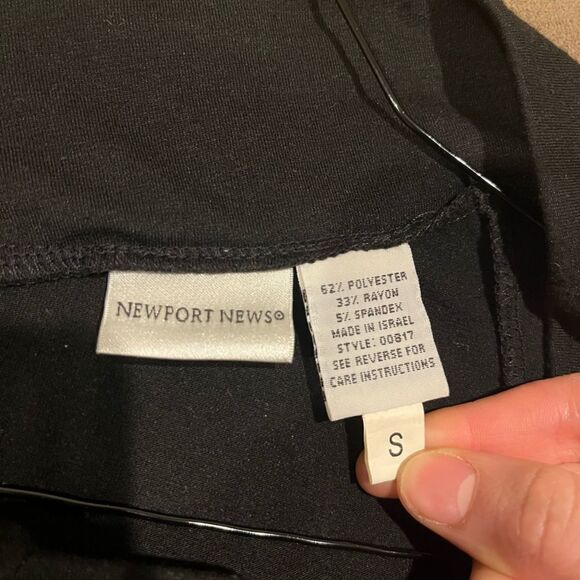 NEWPORT NEWS®
62% POLYESTER
33% RAYON
5% SPANDEX
MADE IN ISRAEL
STYLE: 00817
SEE REVERSE FOR
CARE INSTRUCTIONS
S